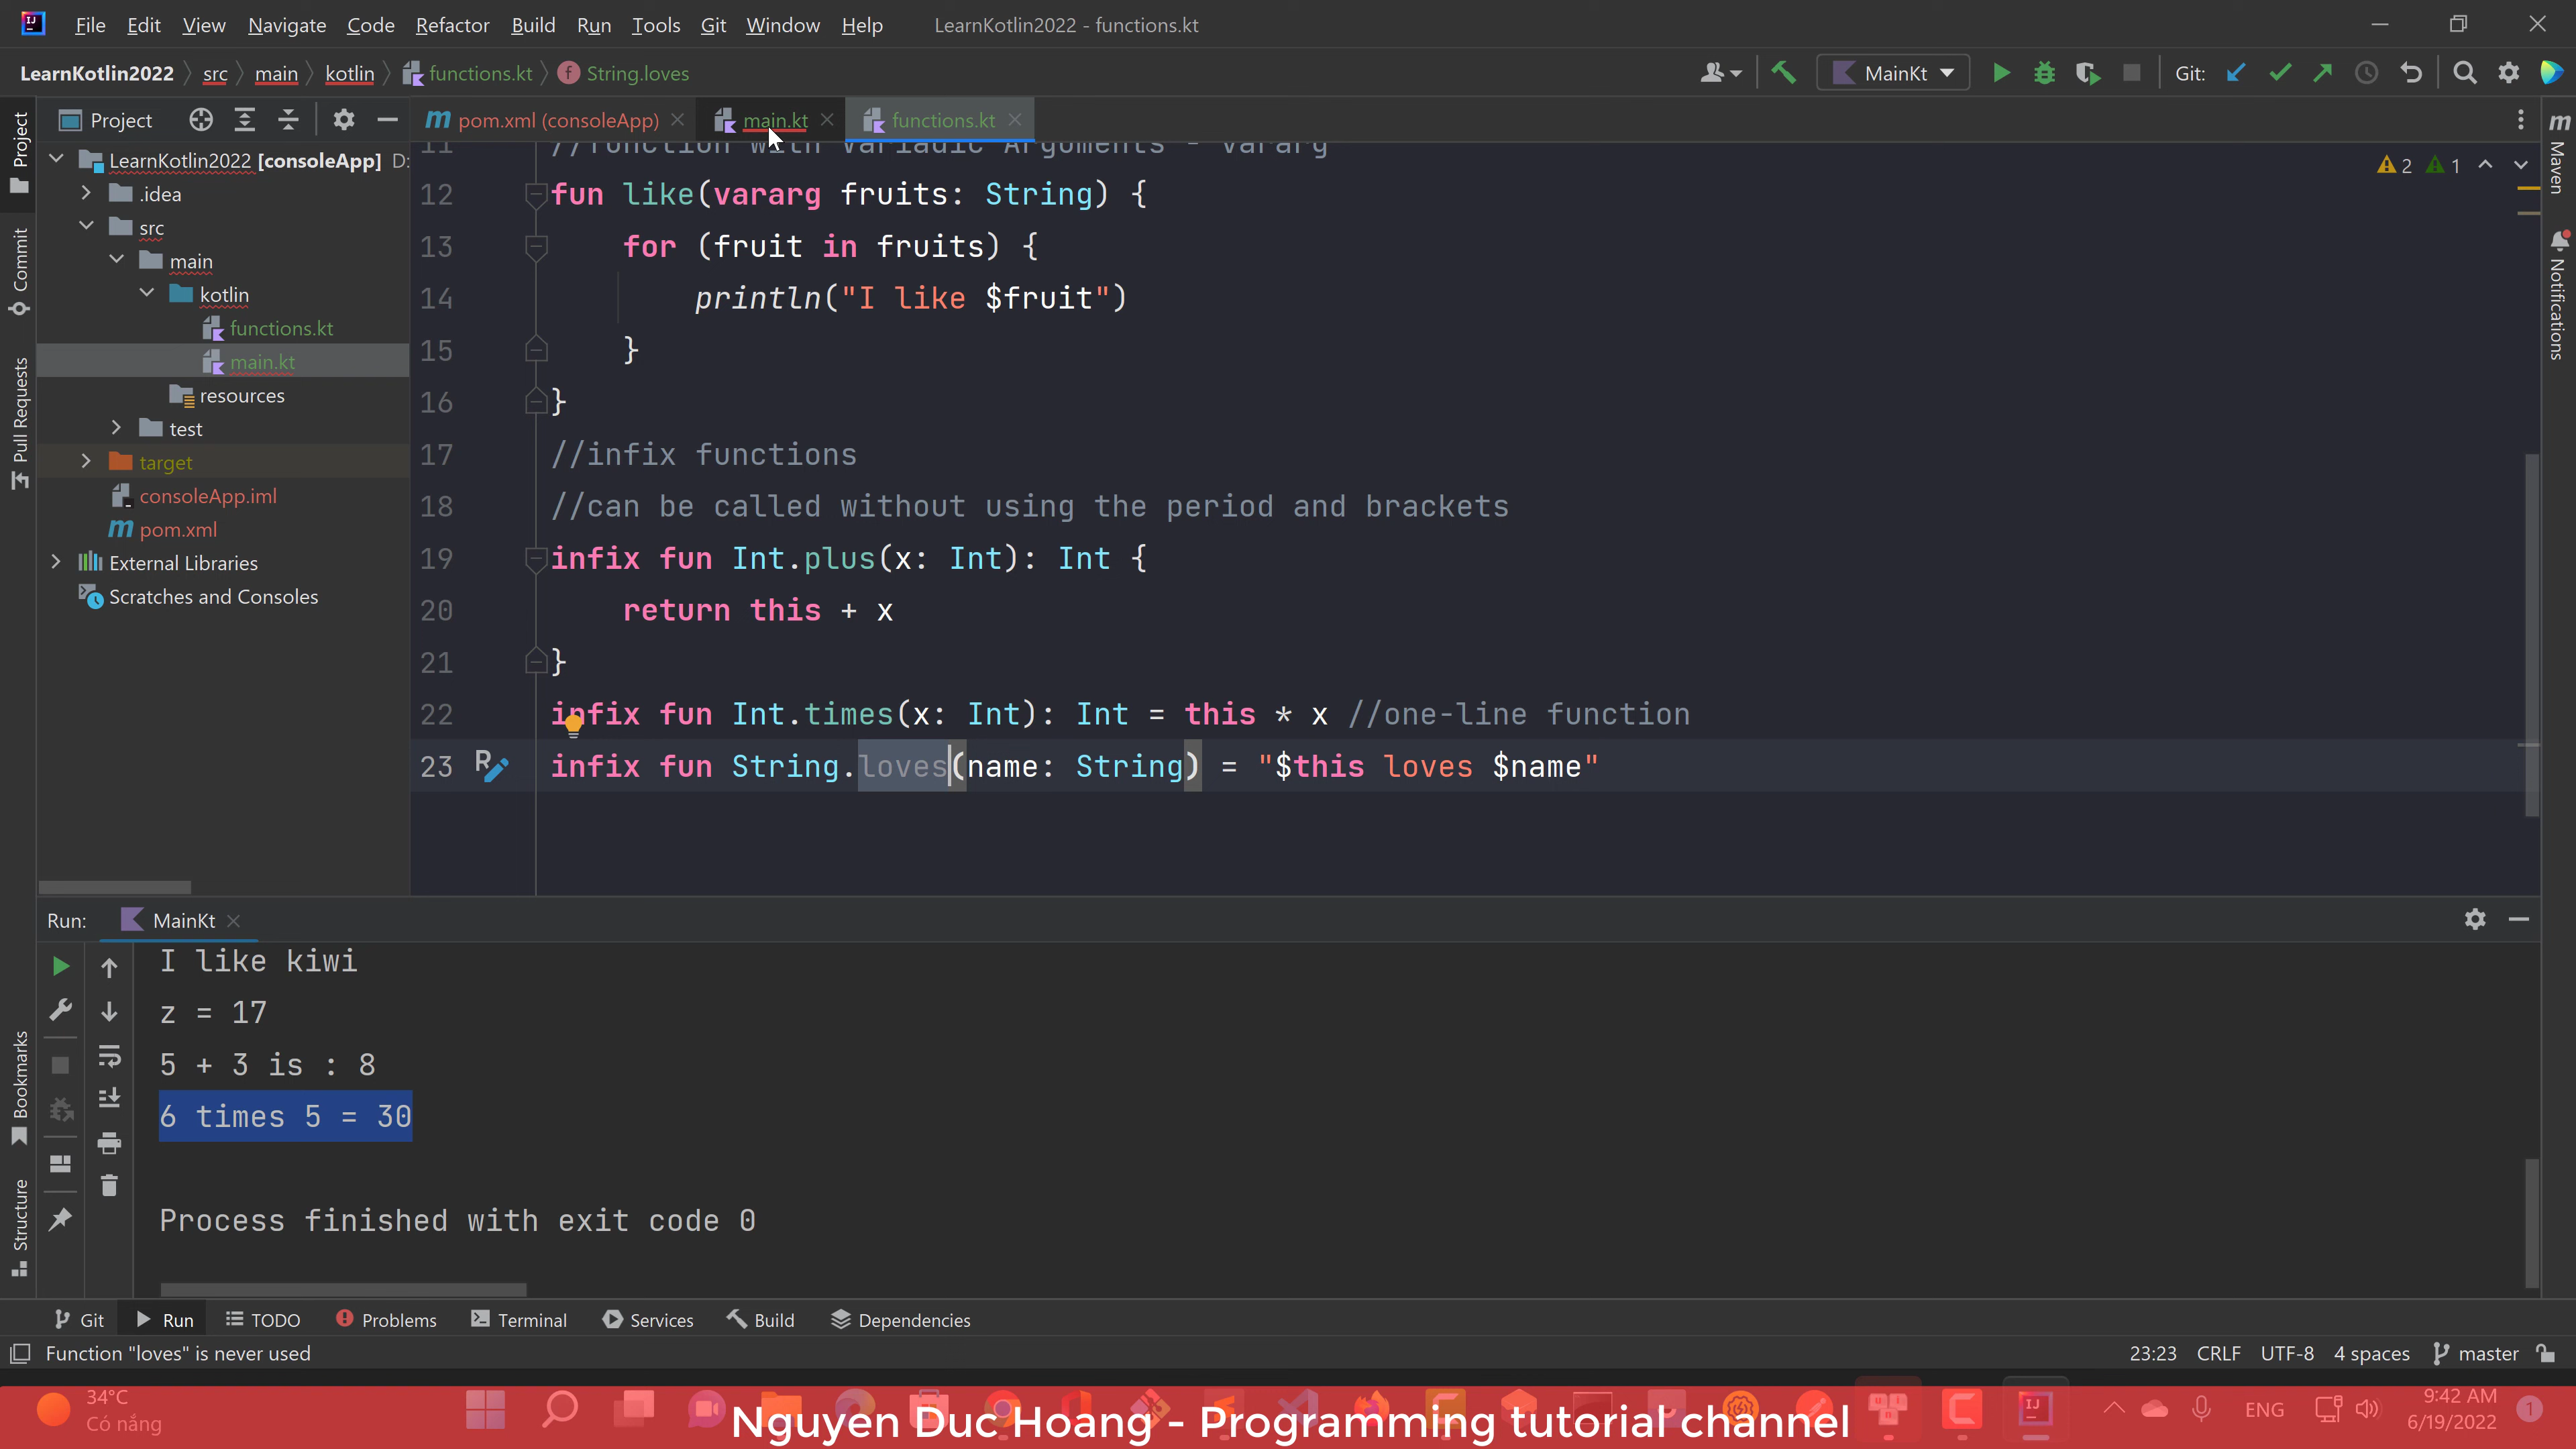 File Edit View Navigate Code Refactor Build Run Tools Git Window Help LearnKotlin2022 - functions.kt
LearnKotlin2022 src main kotlin functions.kt String.loves MainKt Git:
Project pom.xml (consoleApp) main.kt functions.kt
LearnKotlin2022 [consoleApp] D:
.idea
src
main
kotlin
functions.kt
main.kt
resources
test
target
consoleApp.iml
pom.xml
External Libraries
Scratches and Consoles
Project
Commit
Pull Requests
Bookmarks
Structure
Maven
Notifications
2 1
11 //function with Variadic Arguments - vararg
12 fun like(vararg fruits: String) {
13 for (fruit in fruits) {
14 println("I like $fruit")
15 }
16 }
17 //infix functions
18 //can be called without using the period and brackets
19 infix fun Int.plus(x: Int): Int {
20 return this + x
21 }
22 infix fun Int.times(x: Int): Int = this * x //one-line function
23 infix fun String.loves(name: String) = "$this loves $name"
Run: MainKt
I like kiwi
z = 17
5 + 3 is : 8
6 times 5 = 30
Process finished with exit code 0
Git Run TODO Problems Terminal Services Build Dependencies
Function "loves" is never used 23:23 CRLF UTF-8 4 spaces master
34°C
Có nắng
Nguyen Duc Hoang - Programming tutorial channel
ENG
9:42 AM
6/19/2022
1